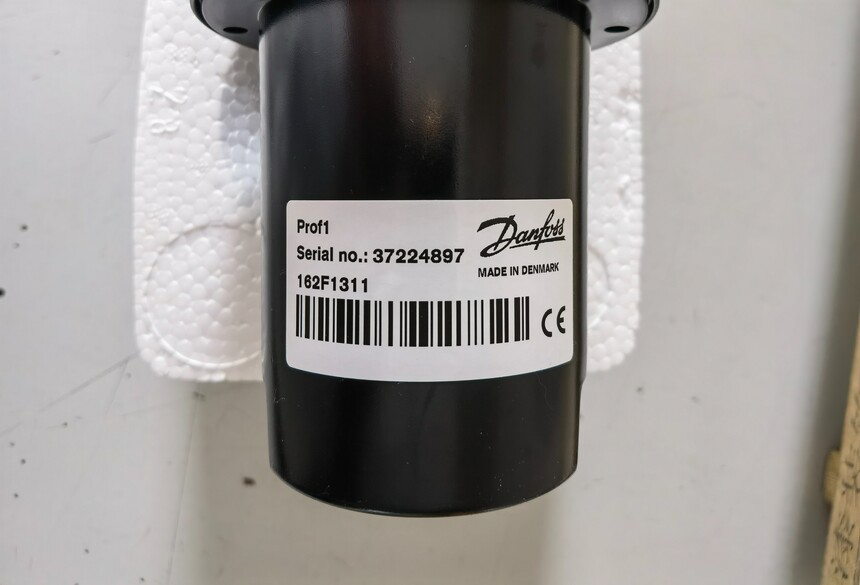 Prof1
Danfoss
Serial no.: 37224897
MADE IN DENMARK
162F1311
CE